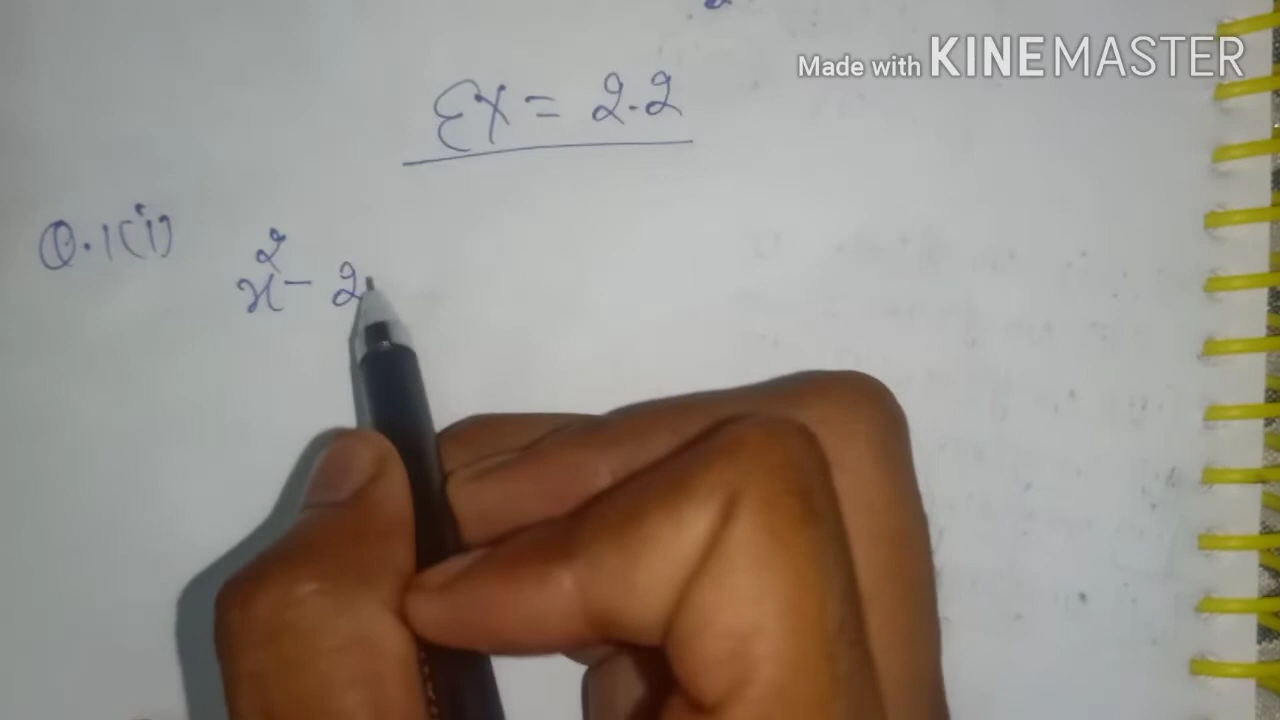 Made with KINEMASTER
EX = 2.2
Q.1(i) x² - 2